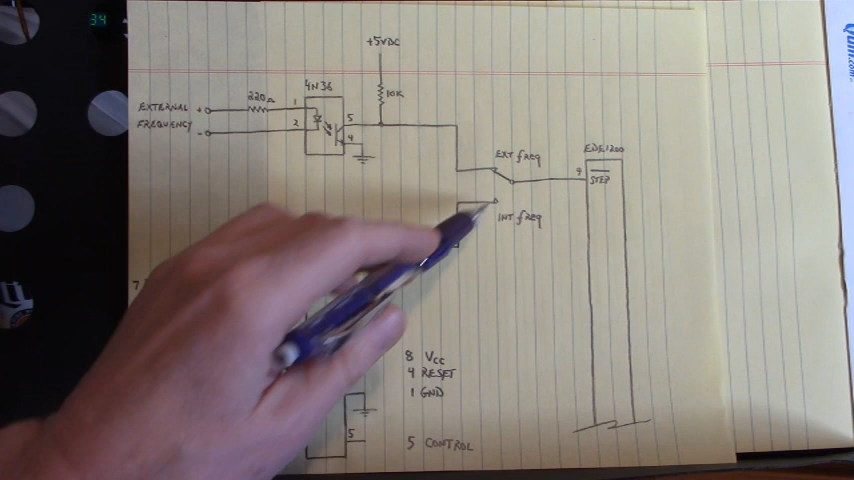 34
+5VDC
4N36
220Ω
10K
EXTERNAL +
FREQUENCY -
1
2
5
4
EXT freq
EDE1200
9
STEP
INT freq
7
8 Vcc
4 RESET
1 GND
5
5 CONTROL